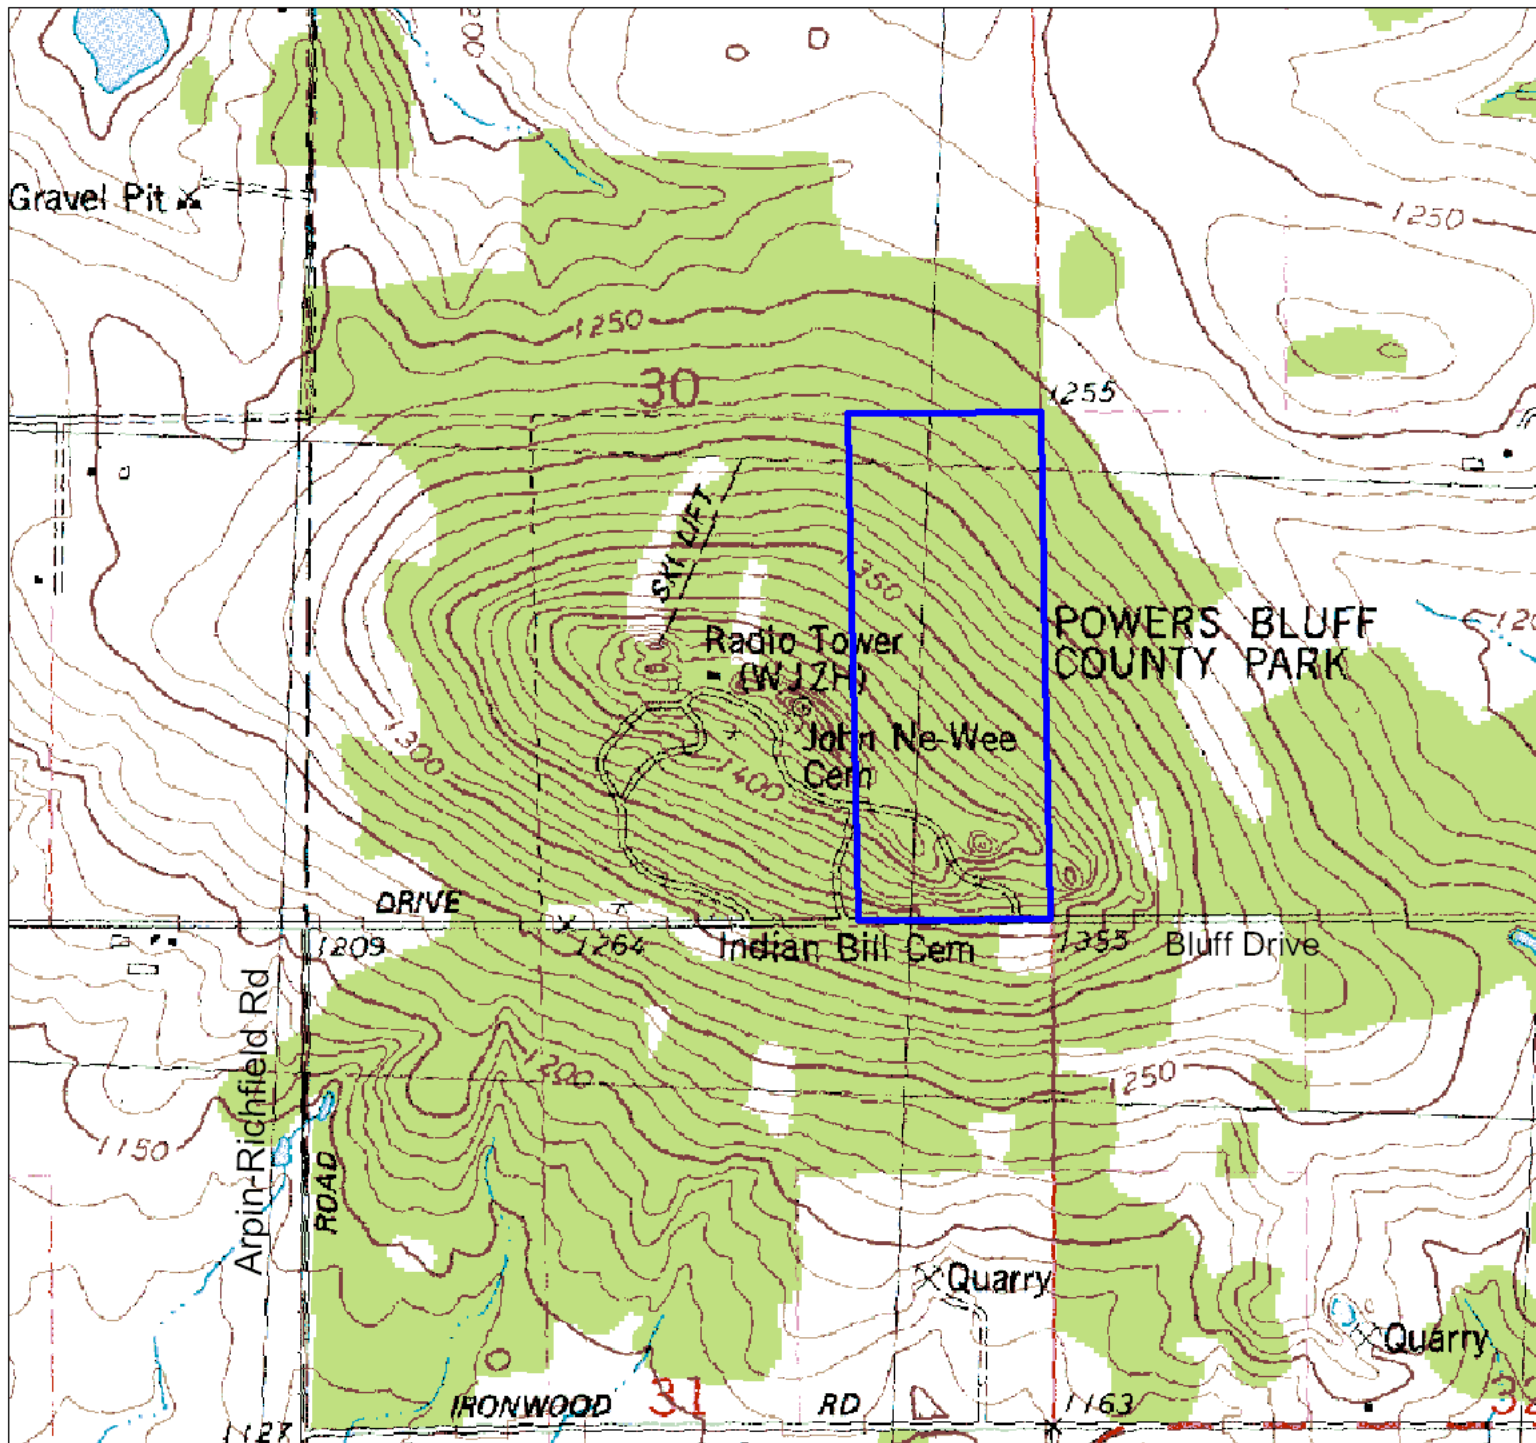 Gravel Pit
1250
1250
30
1255
SKI LIFT
1350
Radio Tower
(WJZH)
POWERS BLUFF
COUNTY PARK
1300
John Ne-Wee
Cem
1400
DRIVE
1209
1264
Indian Bill Cem
1355
Bluff Drive
Arpin-Richfield Rd
1200
1250
1150
ROAD
Quarry
Quarry
IRONWOOD
31
RD
1163
1127